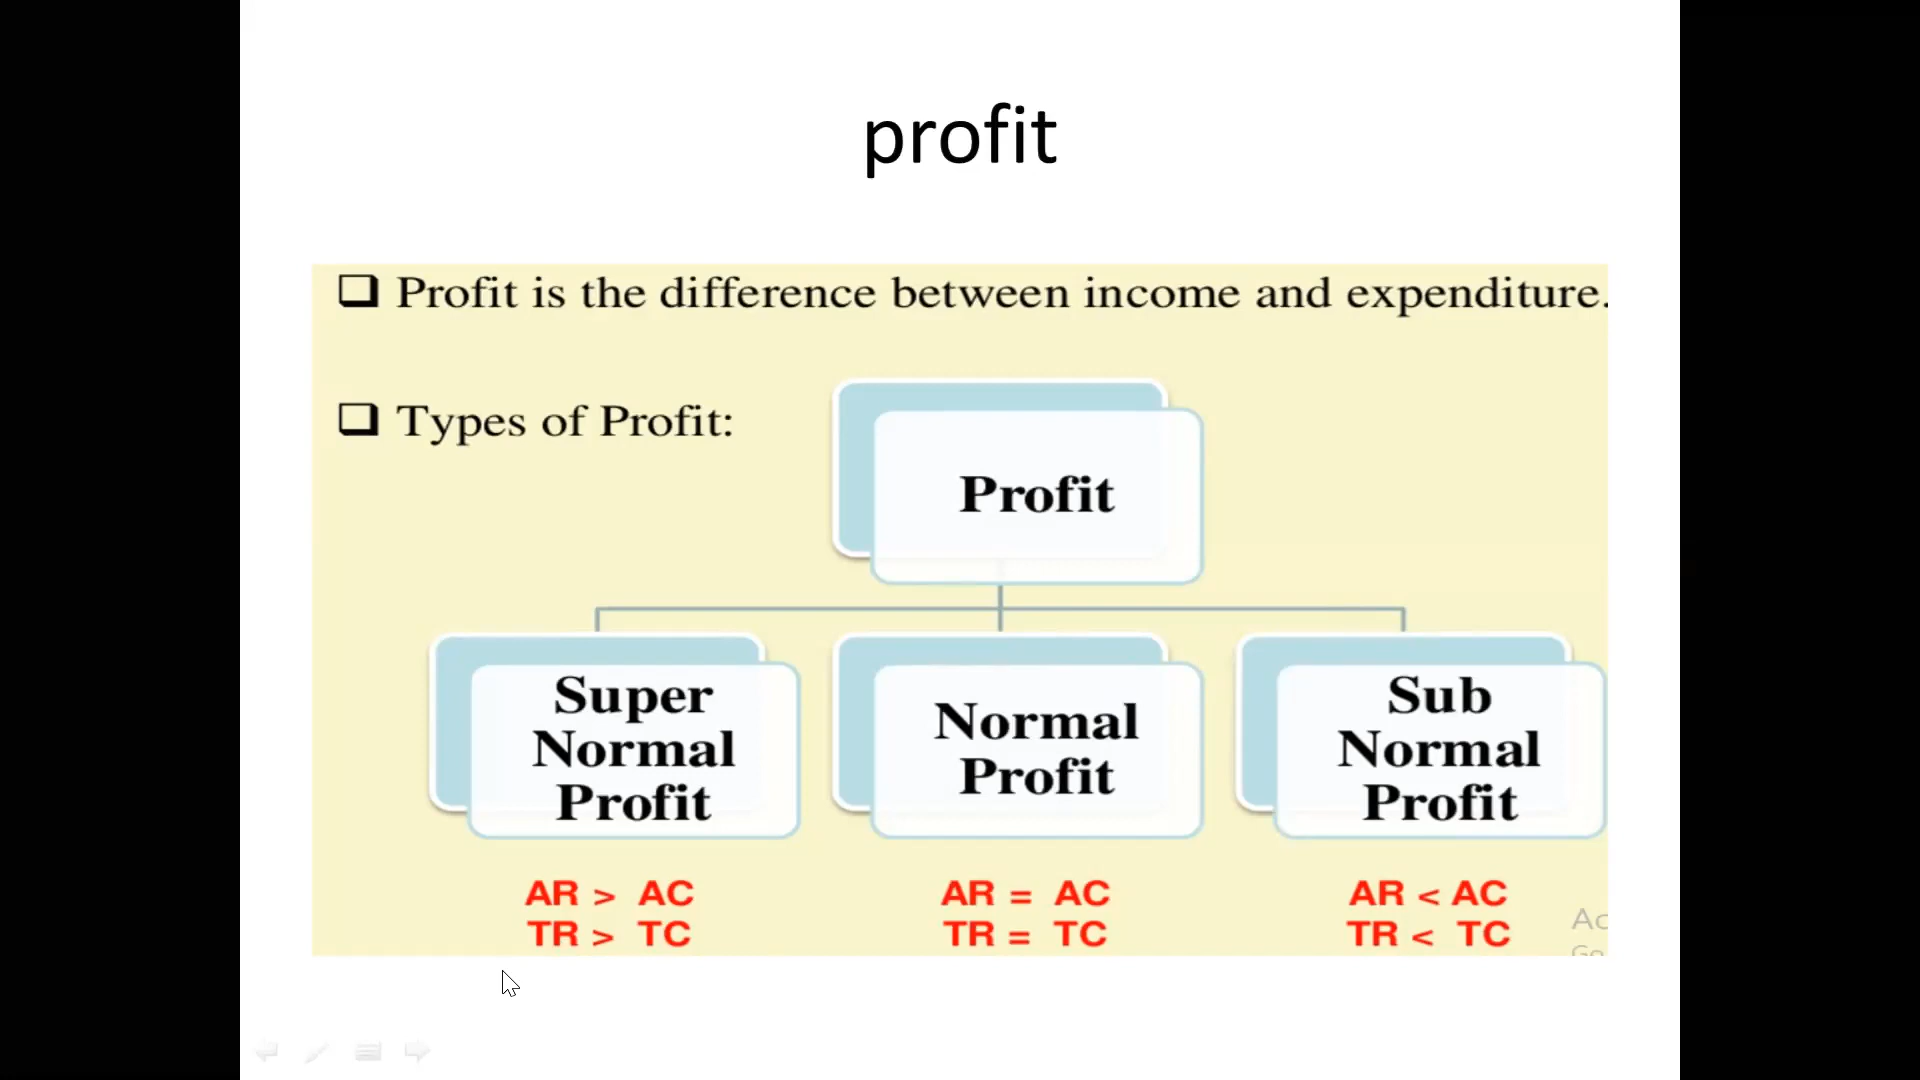 profit
Profit is the difference between income and expenditure.
Types of Profit:
Profit
Super
Normal
Profit
Normal
Profit
Sub
Normal
Profit
AR > AC
TR > TC
AR = AC
TR = TC
AR < AC
TR < TC